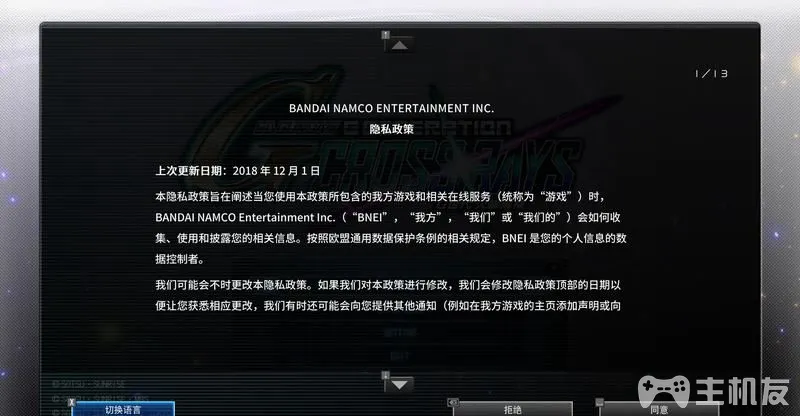 1/13
BANDAI NAMCO ENTERTAINMENT INC.
隐私政策
上次更新日期：2018 年 12 月 1 日
本隐私政策旨在阐述当您使用本政策所包含的我方游戏和相关在线服务（统称为“游戏”）时，
BANDAI NAMCO Entertainment Inc.（“BNEI”，“我方”，“我们”或“我们的”）会如何收
集、使用和披露您的相关信息。按照欧盟通用数据保护条例的相关规定，BNEI 是您的个人信息的数
据控制者。
我们可能会不时更改本隐私政策。如果我们对本政策进行修改，我们会修改隐私政策顶部的日期以
便让您获悉相应更改，我们有时还可能会向您提供其他通知（例如在我方游戏的主页添加声明或向
GENERATION
CROSS RAYS
© SOTSU・SUNRISE
© SOTSU・SUNRISE・MBS
X
切换语言
拒绝
同意
主机友